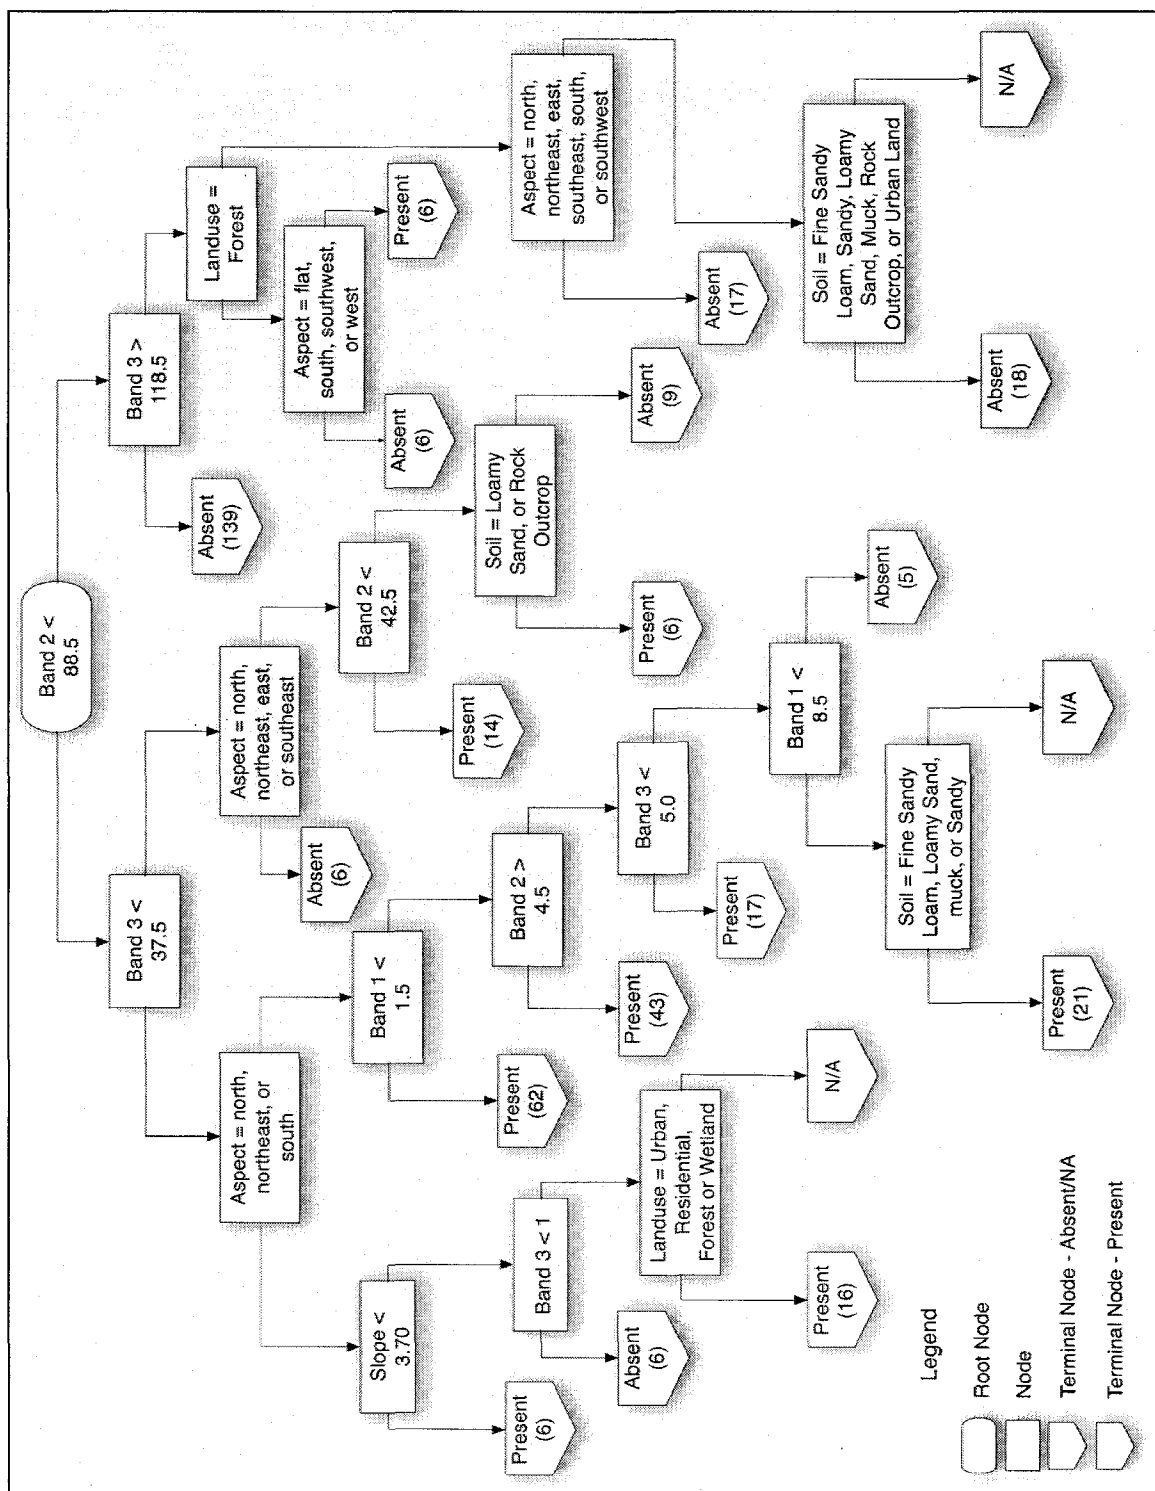 Band 2 <
88.5
Band 3 <
37.5
Band 3 >
118.5
Aspect = north,
northeast, or
south
Aspect = north,
northeast, east,
or southeast
Absent
(139)
Landuse =
Forest
Slope <
3.70
Band 1 <
1.5
Absent
(6)
Band 2 <
42.5
Aspect = flat,
south, southwest,
or west
Absent
(6)
Present
(6)
Present
(6)
Band 3 < 1
Present
(62)
Band 2 >
4.5
Present
(14)
Soil = Loamy
Sand, or Rock
Outcrop
Aspect = north,
northeast, east,
southeast, south,
or southwest
Absent
(6)
Landuse = Urban,
Residential,
Forest or Wetland
Present
(43)
Band 3 <
5.0
Present
(6)
Absent
(9)
Absent
(17)
Present
(16)
N/A
Present
(17)
Band 1 <
8.5
Soil = Fine Sandy
Loam, Sandy, Loamy
Sand, Muck, Rock
Outcrop, or Urban Land
Soil = Fine Sandy
Loam, Loamy Sand,
muck, or Sandy
Absent
(5)
Absent
(18)
N/A
Present
(21)
N/A
Legend
Root Node
Node
Terminal Node - Absent/NA
Terminal Node - Present